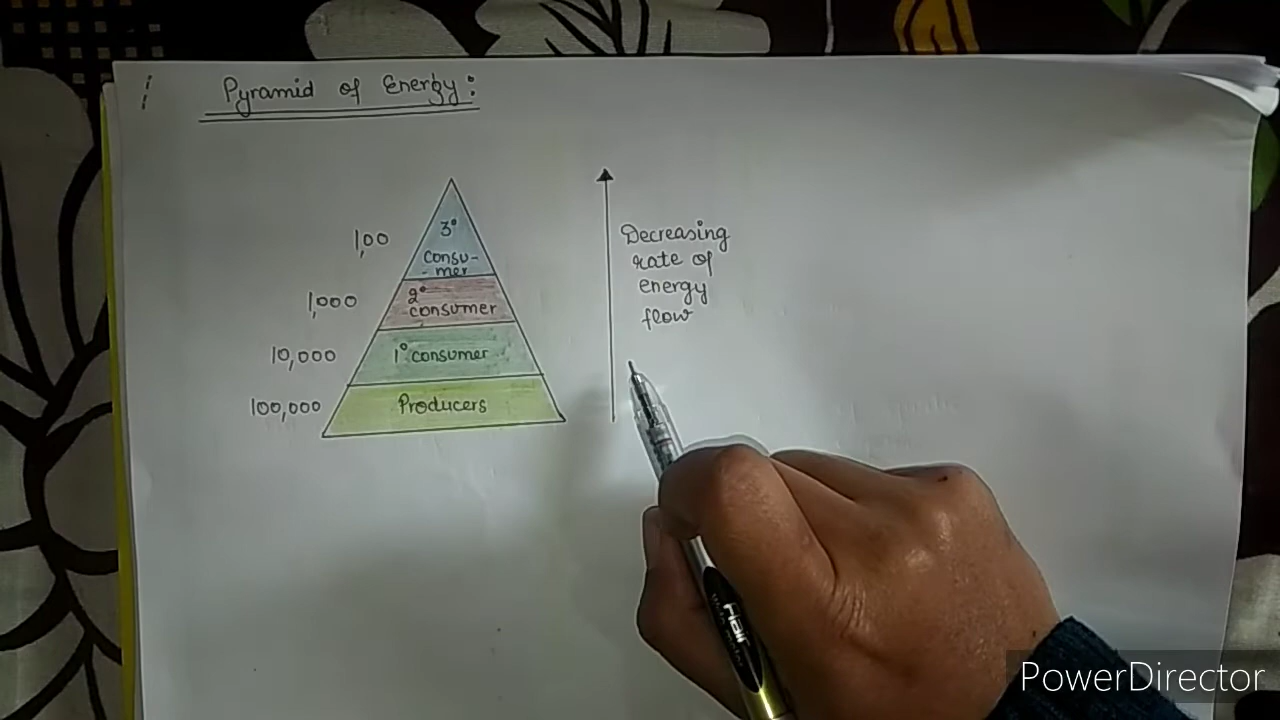 Pyramid of Energy:
1,00
3°
Consu-
-mer
1,000
2°
consumer
10,000
1° consumer
100,000
Producers
Decreasing
rate of
energy
flow
Hair
PowerDirector